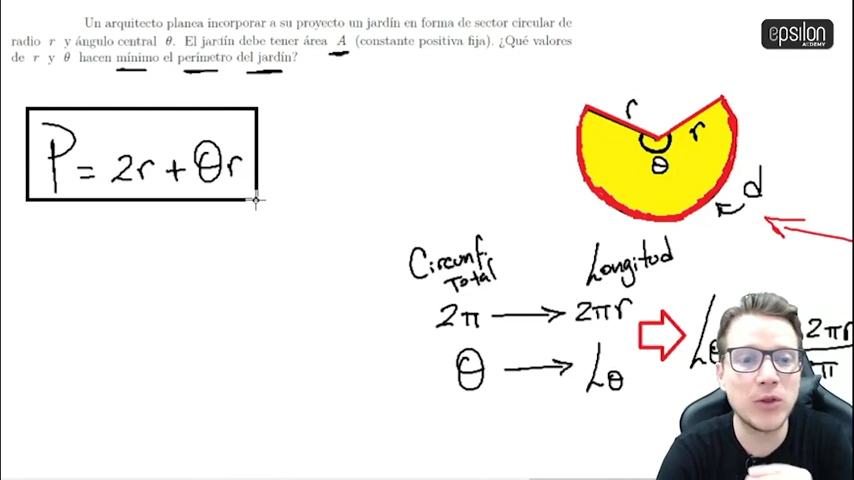 Un arquitecto planea incorporar a su proyecto un jardín en forma de sector circular de
radio r y ángulo central θ. El jardín debe tener área A (constante positiva fija). ¿Qué valores
de r y θ hacen mínimo el perímetro del jardín?
epsilon
ACADEMY
P = 2r + θr
r
r
θ
d
Circunf. Total
Longitud
2π → 2πr
θ → Lθ
Lθ
2πr
π